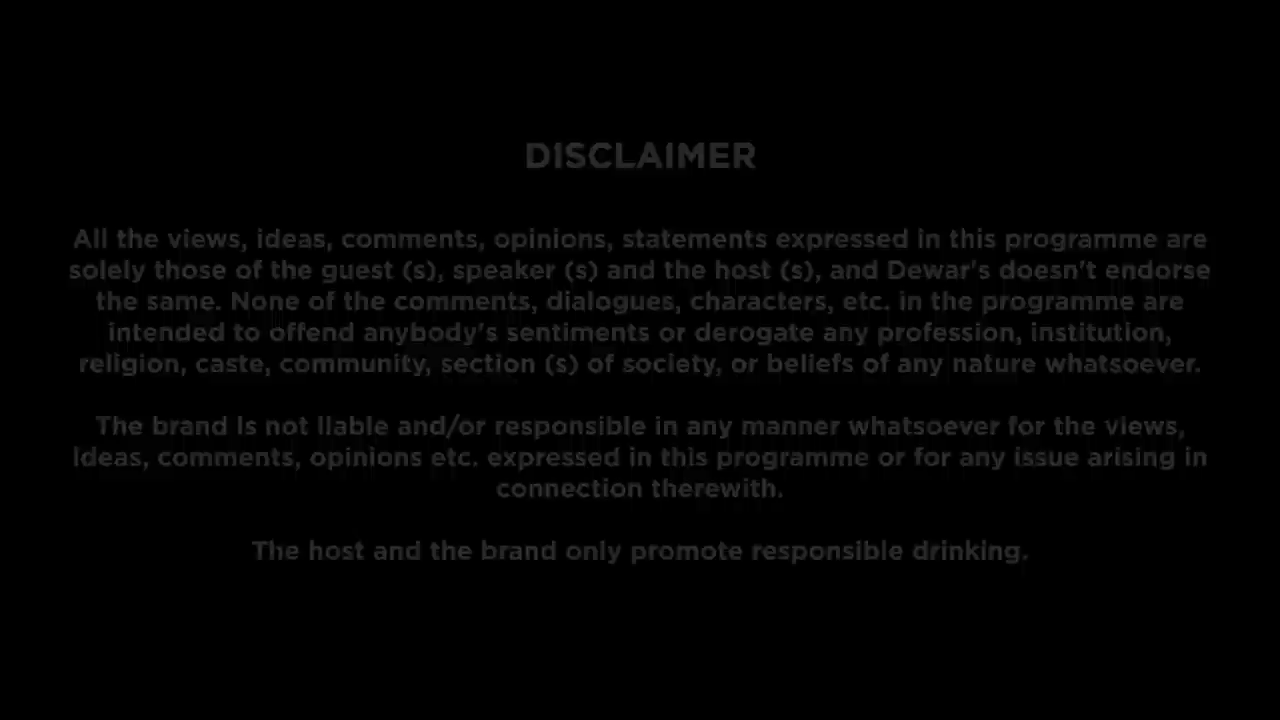 DISCLAIMER
All the views, ideas, comments, opinions, statements expressed in this programme are
solely those of the guest (s), speaker (s) and the host (s), and Dewar's doesn't endorse
the same. None of the comments, dialogues, characters, etc. in the programme are
intended to offend anybody's sentiments or derogate any profession, institution,
religion, caste, community, section (s) of society, or beliefs of any nature whatsoever.
The brand is not liable and/or responsible in any manner whatsoever for the views,
ideas, comments, opinions etc. expressed in this programme or for any issue arising in
connection therewith.
The host and the brand only promote responsible drinking.